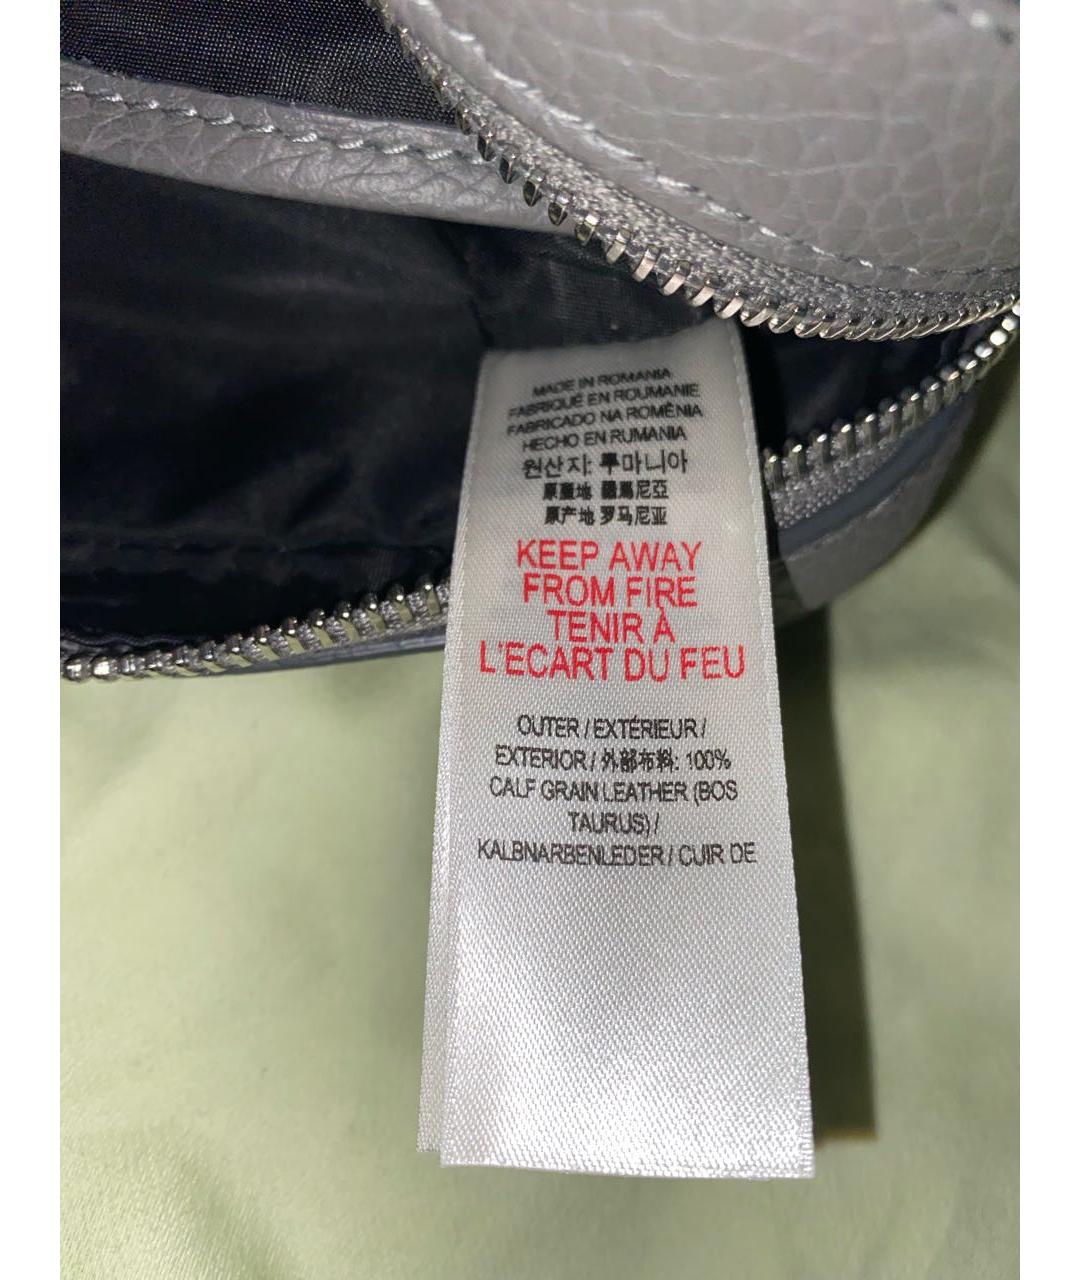 MADE IN ROMANIA
FABRIQUÉ EN ROUMANIE
FABRICADO NA ROMÊNIA
HECHO EN RUMANIA
원산지: 루마니아
原產地 羅馬尼亞
原产地 罗马尼亚
KEEP AWAY
FROM FIRE
TENIR À
L'ECART DU FEU
OUTER / EXTÉRIEUR /
EXTERIOR / 外部布料: 100%
CALF GRAIN LEATHER (BOS
TAURUS) /
KALBNARBENLEDER / CUIR DE